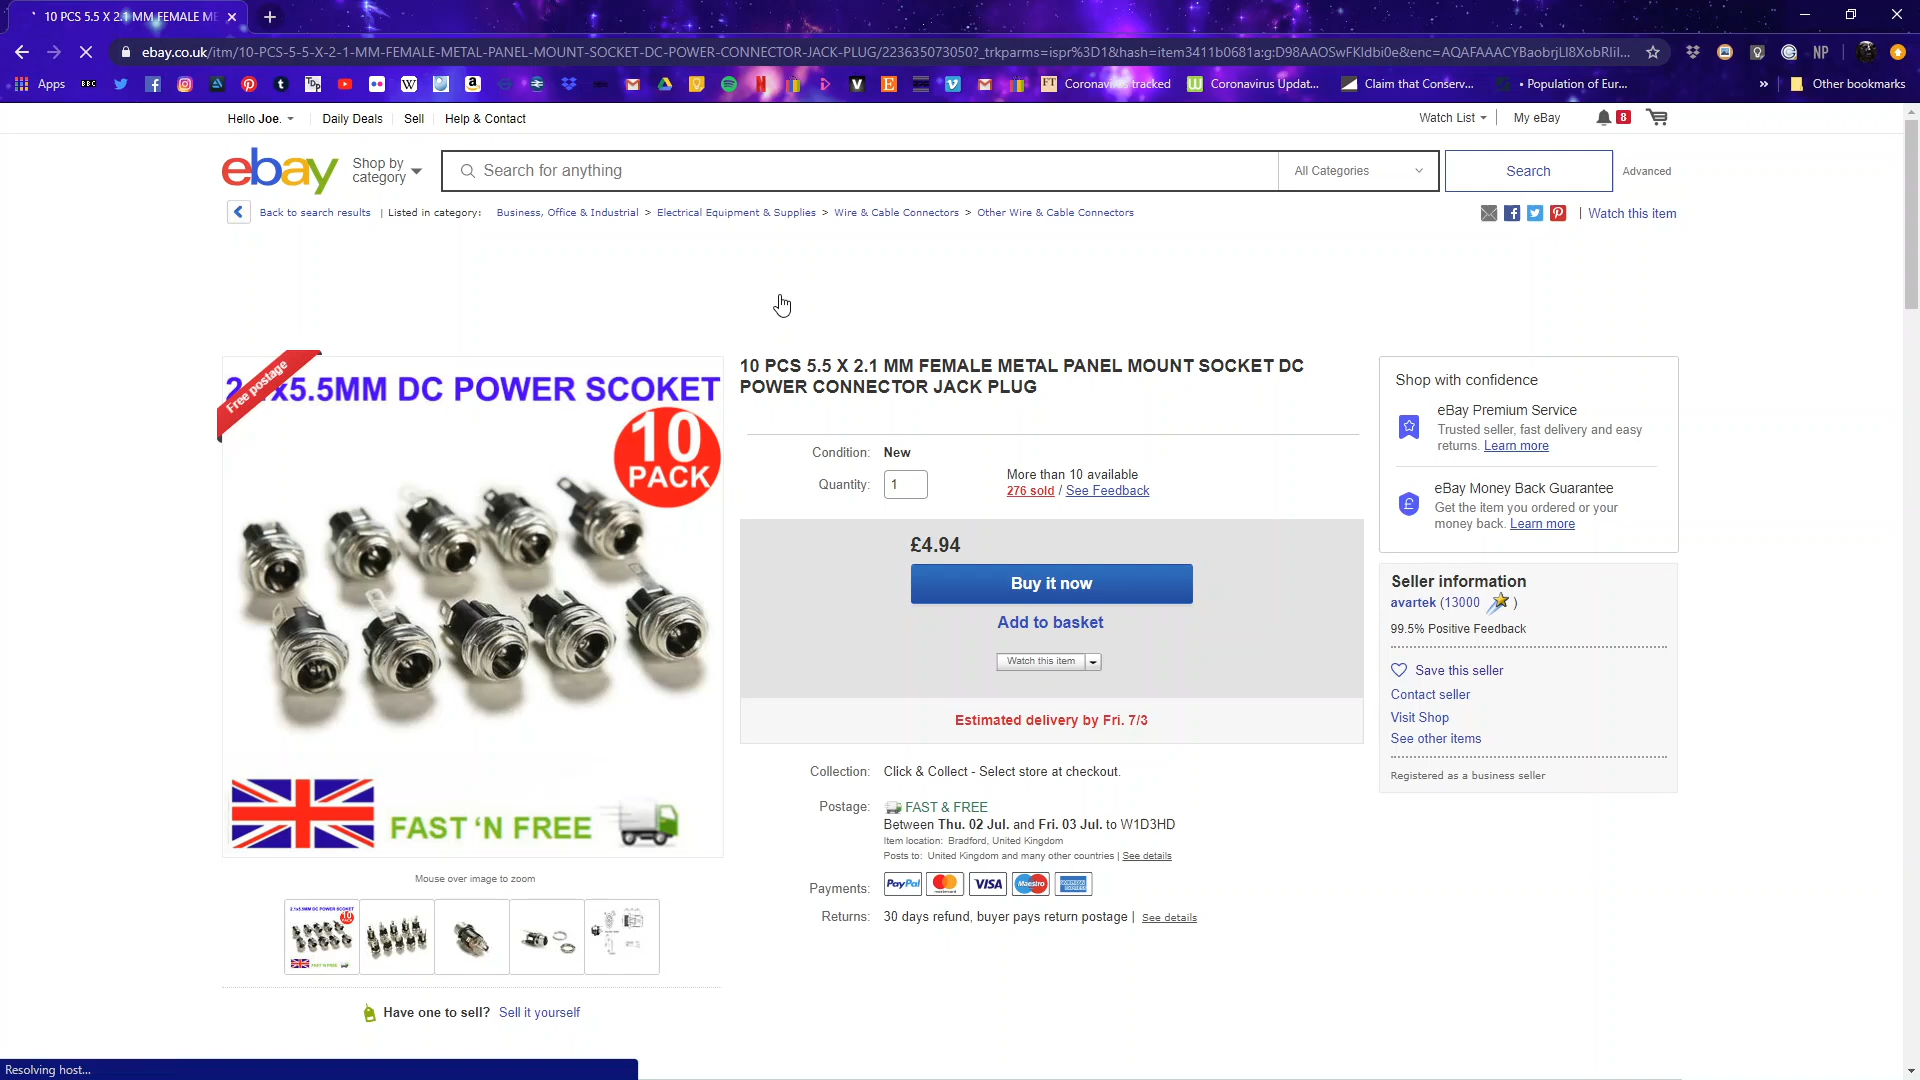 10 PCS 5.5 X 2.1 MM FEMALE ME
ebay.co.uk/itm/10-PCS-5-5-X-2-1-MM-FEMALE-METAL-PANEL-MOUNT-SOCKET-DC-POWER-CONNECTOR-JACK-PLUG/223635073050?_trkparms=ispr%3D1&hash=item3411b0681a:g:D98AAOSwFKldbi0e&enc=AQAFAAACYBaobrjLl8XobRlil...
NP
Apps
BBC
FT Coronavirus tracked
Coronavirus Updat...
Claim that Conserv...
• Population of Eur...
»
Other bookmarks
Hello Joe.
Daily Deals
Sell
Help & Contact
Watch List
My eBay
8
ebay
Shop by
category
Search for anything
All Categories
Search
Advanced
Back to search results | Listed in category: Business, Office & Industrial > Electrical Equipment & Supplies > Wire & Cable Connectors > Other Wire & Cable Connectors
| Watch this item
Free postage
x5.5MM DC POWER SCOKET
10
PACK
FAST 'N FREE
Mouse over image to zoom
Have one to sell? Sell it yourself
10 PCS 5.5 X 2.1 MM FEMALE METAL PANEL MOUNT SOCKET DC
POWER CONNECTOR JACK PLUG
Condition: New
Quantity: 1
More than 10 available
276 sold / See Feedback
£4.94
Buy it now
Add to basket
Watch this item
Estimated delivery by Fri. 7/3
Collection: Click & Collect - Select store at checkout.
Postage: FAST & FREE
Between Thu. 02 Jul. and Fri. 03 Jul. to W1D3HD
Item location: Bradford, United Kingdom
Posts to: United Kingdom and many other countries | See details
Payments: PayPal VISA Maestro
Returns: 30 days refund, buyer pays return postage | See details
Shop with confidence
eBay Premium Service
Trusted seller, fast delivery and easy
returns. Learn more
eBay Money Back Guarantee
Get the item you ordered or your
money back. Learn more
Seller information
avartek (13000 )
99.5% Positive Feedback
Save this seller
Contact seller
Visit Shop
See other items
Registered as a business seller
Resolving host...